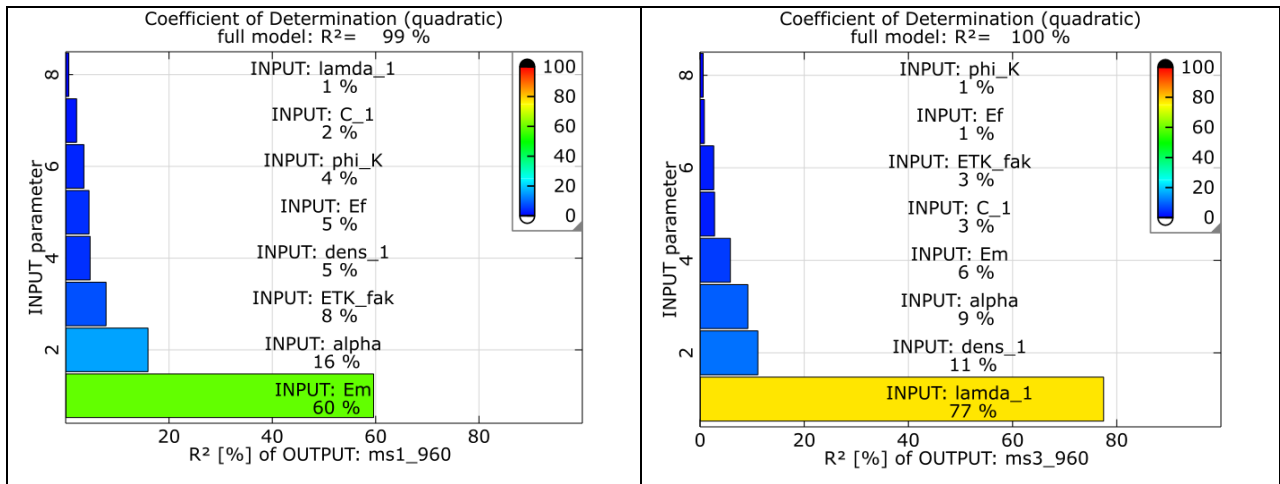 Coefficient of Determination (quadratic)
full model: R²= 99 %
INPUT parameter
8
6
4
2
INPUT: lamda_1
1 %
INPUT: C_1
2 %
INPUT: phi_K
4 %
INPUT: Ef
5 %
INPUT: dens_1
5 %
INPUT: ETK_fak
8 %
INPUT: alpha
16 %
INPUT: Em
60 %
100
80
60
40
20
0
20 40 60 80
R² [%] of OUTPUT: ms1_960
Coefficient of Determination (quadratic)
full model: R²= 100 %
INPUT parameter
8
6
4
2
INPUT: phi_K
1 %
INPUT: Ef
1 %
INPUT: ETK_fak
3 %
INPUT: C_1
3 %
INPUT: Em
6 %
INPUT: alpha
9 %
INPUT: dens_1
11 %
INPUT: lamda_1
77 %
100
80
60
40
20
0
0 20 40 60 80
R² [%] of OUTPUT: ms3_960